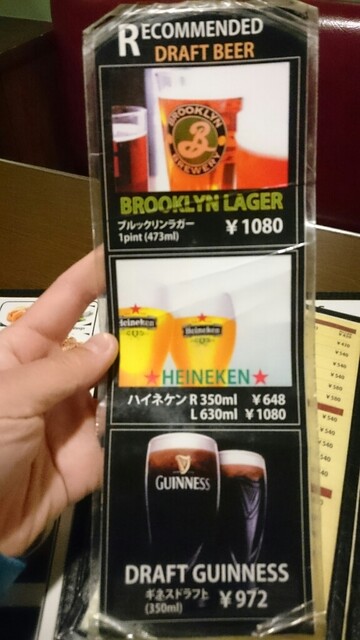 RECOMMENDED
DRAFT BEER
BROOKLYN
B
BREWERY
BROOKLYN LAGER
ブルックリンラガー
1pint (473ml) ¥1080
Heineken Heineken
★HEINEKEN★
ハイネケン R 350ml ¥648
L 630ml ¥1080
GUINNESS
DRAFT GUINNESS
ギネスドラフト
(350ml) ¥972